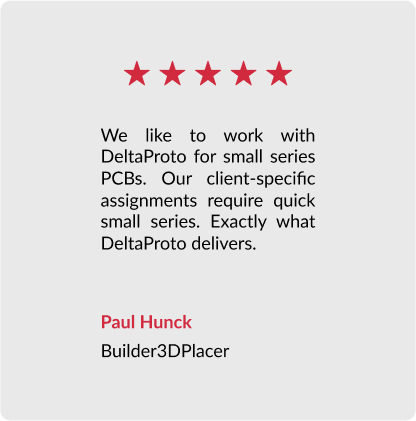 We like to work with
DeltaProto for small series
PCBs. Our client-specific
assignments require quick
small series. Exactly what
DeltaProto delivers.
Paul Hunck
Builder3DPlacer